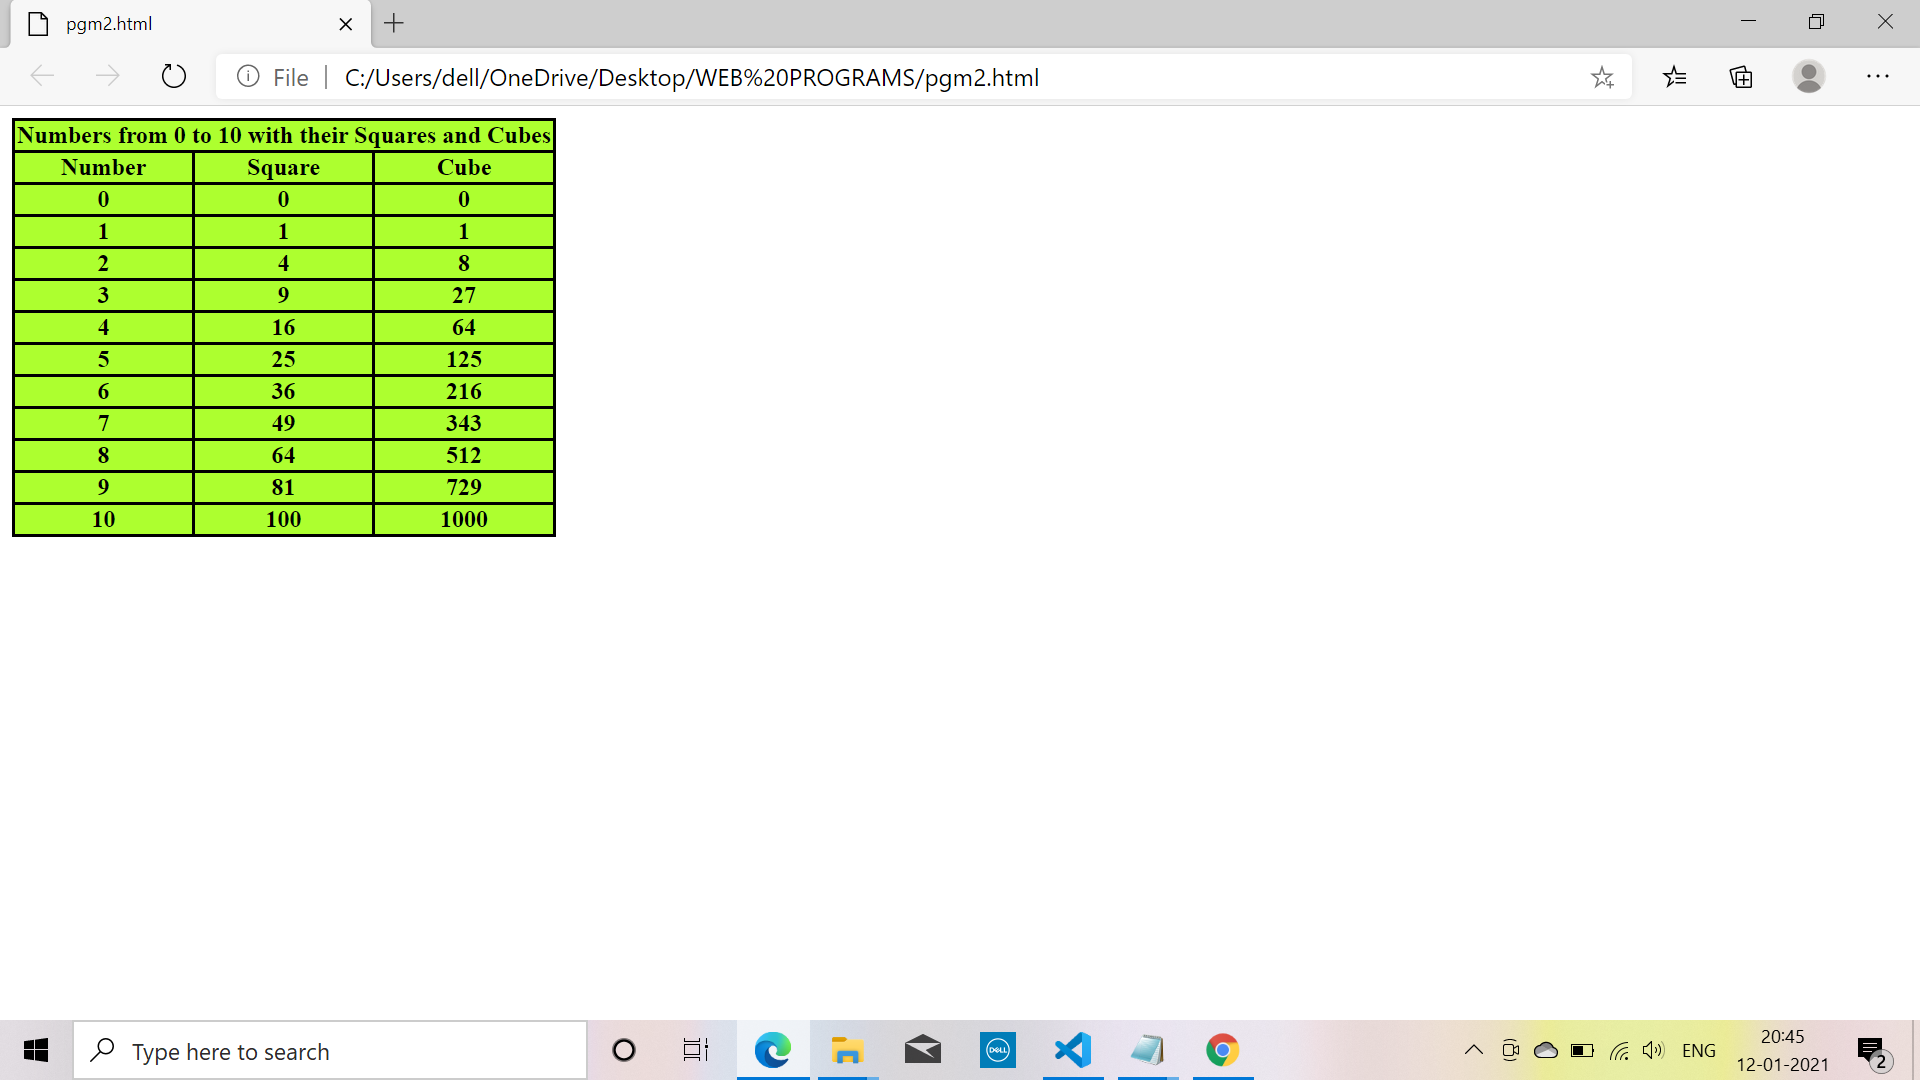 pgm2.html
File C:/Users/dell/OneDrive/Desktop/WEB%20PROGRAMS/pgm2.html
Numbers from 0 to 10 with their Squares and Cubes
Number Square Cube
0 0 0
1 1 1
2 4 8
3 9 27
4 16 64
5 25 125
6 36 216
7 49 343
8 64 512
9 81 729
10 100 1000
Type here to search
DELL
ENG
20:45
12-01-2021
2